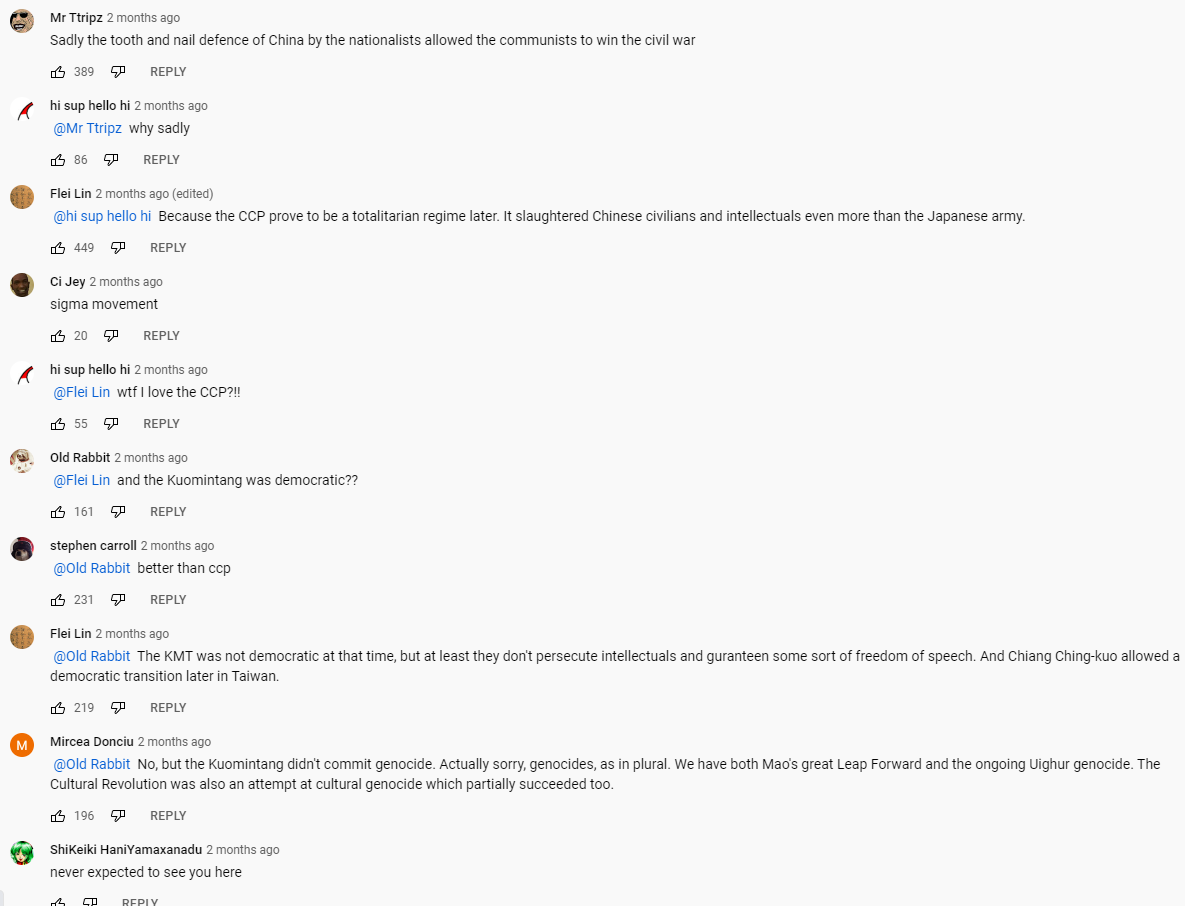 Mr Ttripz 2 months ago
Sadly the tooth and nail defence of China by the nationalists allowed the communists to win the civil war
389 REPLY
hi sup hello hi 2 months ago
@Mr Ttripz why sadly
86 REPLY
Flei Lin 2 months ago (edited)
@hi sup hello hi Because the CCP prove to be a totalitarian regime later. It slaughtered Chinese civilians and intellectuals even more than the Japanese army.
449 REPLY
Ci Jey 2 months ago
sigma movement
20 REPLY
hi sup hello hi 2 months ago
@Flei Lin wtf I love the CCP?!!
55 REPLY
Old Rabbit 2 months ago
@Flei Lin and the Kuomintang was democratic??
161 REPLY
stephen carroll 2 months ago
@Old Rabbit better than ccp
231 REPLY
Flei Lin 2 months ago
@Old Rabbit The KMT was not democratic at that time, but at least they don't persecute intellectuals and guranteen some sort of freedom of speech. And Chiang Ching-kuo allowed a
democratic transition later in Taiwan.
219 REPLY
M
Mircea Donciu 2 months ago
@Old Rabbit No, but the Kuomintang didn't commit genocide. Actually sorry, genocides, as in plural. We have both Mao's great Leap Forward and the ongoing Uighur genocide. The
Cultural Revolution was also an attempt at cultural genocide which partially succeeded too.
196 REPLY
ShiKeiki HaniYamaxanadu 2 months ago
never expected to see you here
REPLY